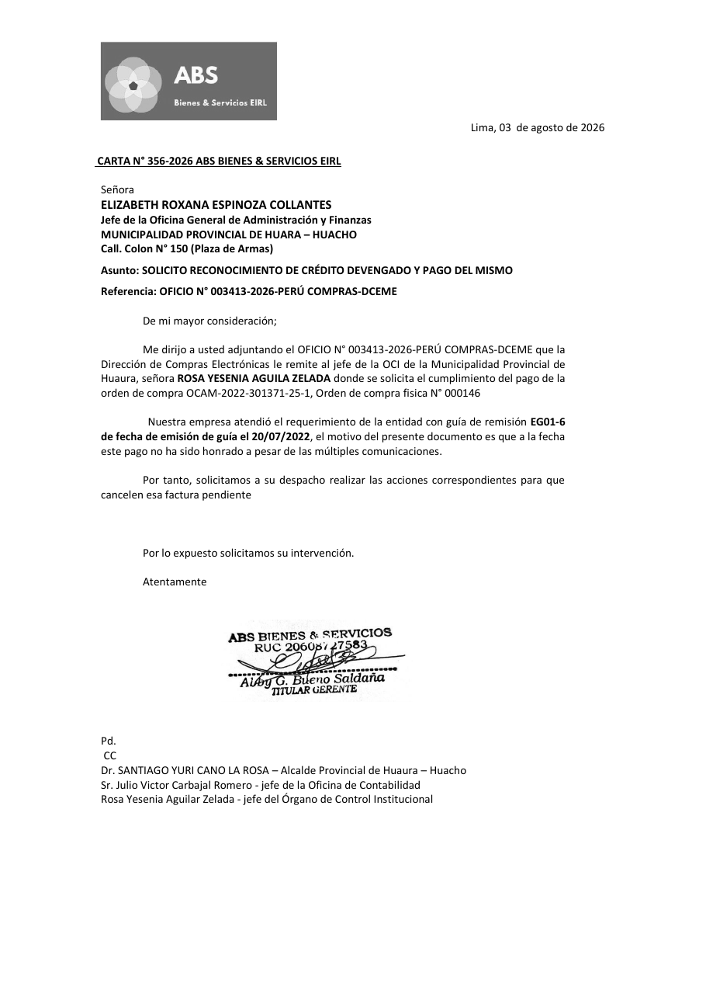 ABS
Bienes & Servicios EIRL
Lima, 03 de agosto de 2026
CARTA N° 356-2026 ABS BIENES & SERVICIOS EIRL
Señora
ELIZABETH ROXANA ESPINOZA COLLANTES
Jefe de la Oficina General de Administración y Finanzas
MUNICIPALIDAD PROVINCIAL DE HUARA – HUACHO
Call. Colon N° 150 (Plaza de Armas)
Asunto: SOLICITO RECONOCIMIENTO DE CRÉDITO DEVENGADO Y PAGO DEL MISMO
Referencia: OFICIO N° 003413-2026-PERÚ COMPRAS-DCEME
De mi mayor consideración;
Me dirijo a usted adjuntando el OFICIO N° 003413-2026-PERÚ COMPRAS-DCEME que la
Dirección de Compras Electrónicas le remite al jefe de la OCI de la Municipalidad Provincial de
Huaura, señora ROSA YESENIA AGUILA ZELADA donde se solicita el cumplimiento del pago de la
orden de compra OCAM-2022-301371-25-1, Orden de compra fisica N° 000146
Nuestra empresa atendió el requerimiento de la entidad con guía de remisión EG01-6
de fecha de emisión de guía el 20/07/2022, el motivo del presente documento es que a la fecha
este pago no ha sido honrado a pesar de las múltiples comunicaciones.
Por tanto, solicitamos a su despacho realizar las acciones correspondientes para que
cancelen esa factura pendiente
Por lo expuesto solicitamos su intervención.
Atentamente
ABS BIENES & SERVICIOS
RUC 20608727583
Alby G. Bueno Saldaña
TITULAR GERENTE
Pd.
CC
Dr. SANTIAGO YURI CANO LA ROSA – Alcalde Provincial de Huaura – Huacho
Sr. Julio Victor Carbajal Romero - jefe de la Oficina de Contabilidad
Rosa Yesenia Aguilar Zelada - jefe del Órgano de Control Institucional